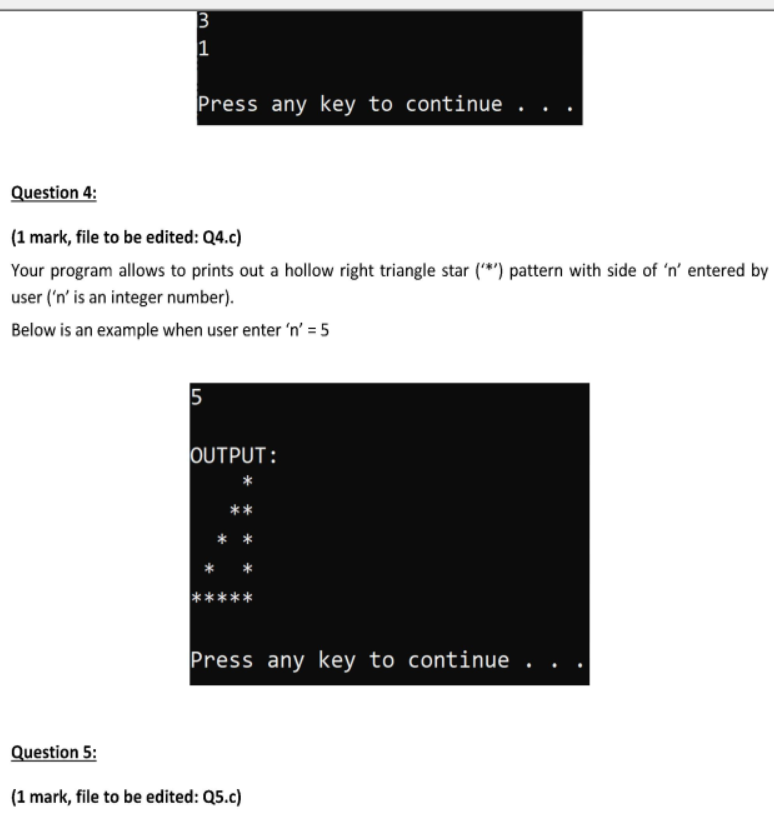 3
1
Press any key to continue . . .
Question 4:
(1 mark, file to be edited: Q4.c)
Your program allows to prints out a hollow right triangle star (‘*’) pattern with side of ‘n’ entered by
user (‘n’ is an integer number).
Below is an example when user enter ‘n’ = 5
5
OUTPUT:
    *
   **
  * *
 *  *
*****
Press any key to continue . . .
Question 5:
(1 mark, file to be edited: Q5.c)